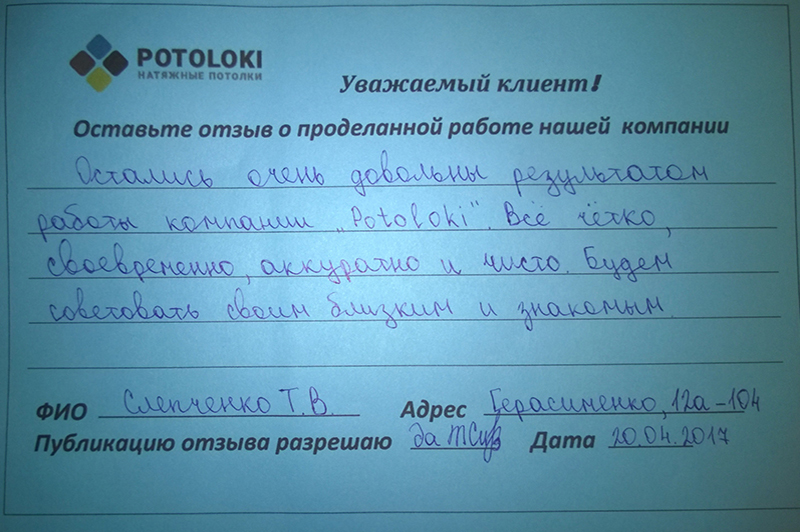 POTOLOKI
НАТЯЖНЫЕ ПОТОЛКИ
Уважаемый клиент!
Оставьте отзыв о проделанной работе нашей компании
Остались очень довольны результатом
работы компании „Potoloki". Всё чётко,
своевременно, аккуратно и чисто. Будем
советовать своим близким и знакомым.
ФИО Слепченко Т.В. Адрес Герасименко, 12а-104
Публикацию отзыва разрешаю да Дата 20.04.2017